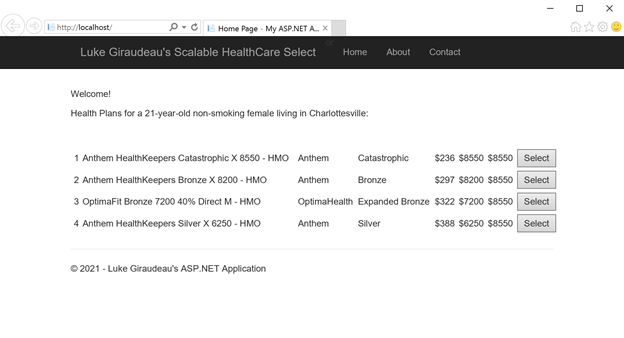 http://localhost/
Home Page - My ASP.NET A...
Luke Giraudeau's Scalable HealthCare Select Home About Contact
Welcome!
Health Plans for a 21-year-old non-smoking female living in Charlottesville:
1 Anthem HealthKeepers Catastrophic X 8550 - HMO Anthem Catastrophic $236 $8550 $8550 Select
2 Anthem HealthKeepers Bronze X 8200 - HMO Anthem Bronze $297 $8200 $8550 Select
3 OptimaFit Bronze 7200 40% Direct M - HMO OptimaHealth Expanded Bronze $322 $7200 $8550 Select
4 Anthem HealthKeepers Silver X 6250 - HMO Anthem Silver $388 $6250 $8550 Select
© 2021 - Luke Giraudeau's ASP.NET Application